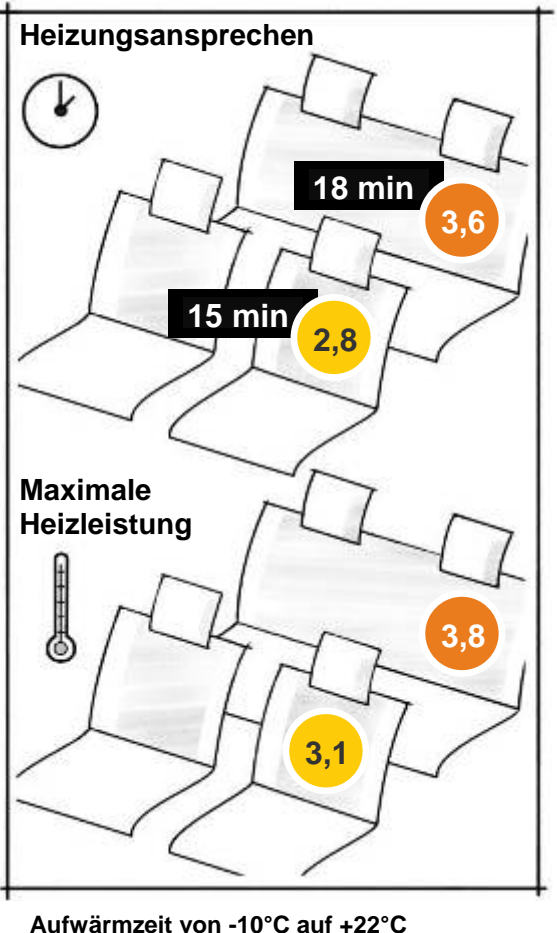 Heizungsansprechen
18 min
3,6
15 min
2,8
Maximale
Heizleistung
3,8
3,1
Aufwärmzeit von -10°C auf +22°C